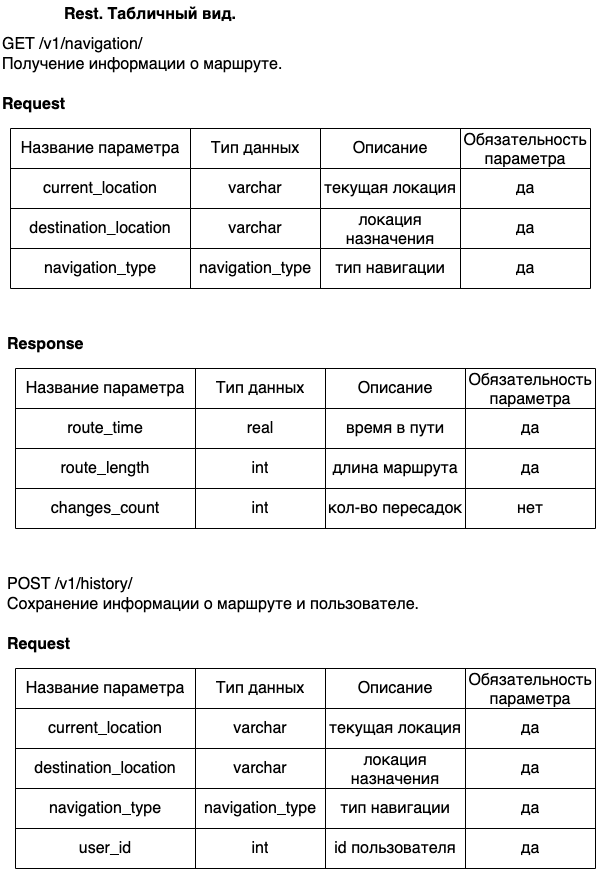 Rest. Табличный вид.
GET /v1/navigation/
Получение информации о маршруте.
Request
Название параметра Тип данных Описание Обязательность параметра
current_location varchar текущая локация да
destination_location varchar локация назначения да
navigation_type navigation_type тип навигации да
Response
Название параметра Тип данных Описание Обязательность параметра
route_time real время в пути да
route_length int длина маршрута да
changes_count int кол-во пересадок нет
POST /v1/history/
Сохранение информации о маршруте и пользователе.
Request
Название параметра Тип данных Описание Обязательность параметра
current_location varchar текущая локация да
destination_location varchar локация назначения да
navigation_type navigation_type тип навигации да
user_id int id пользователя да